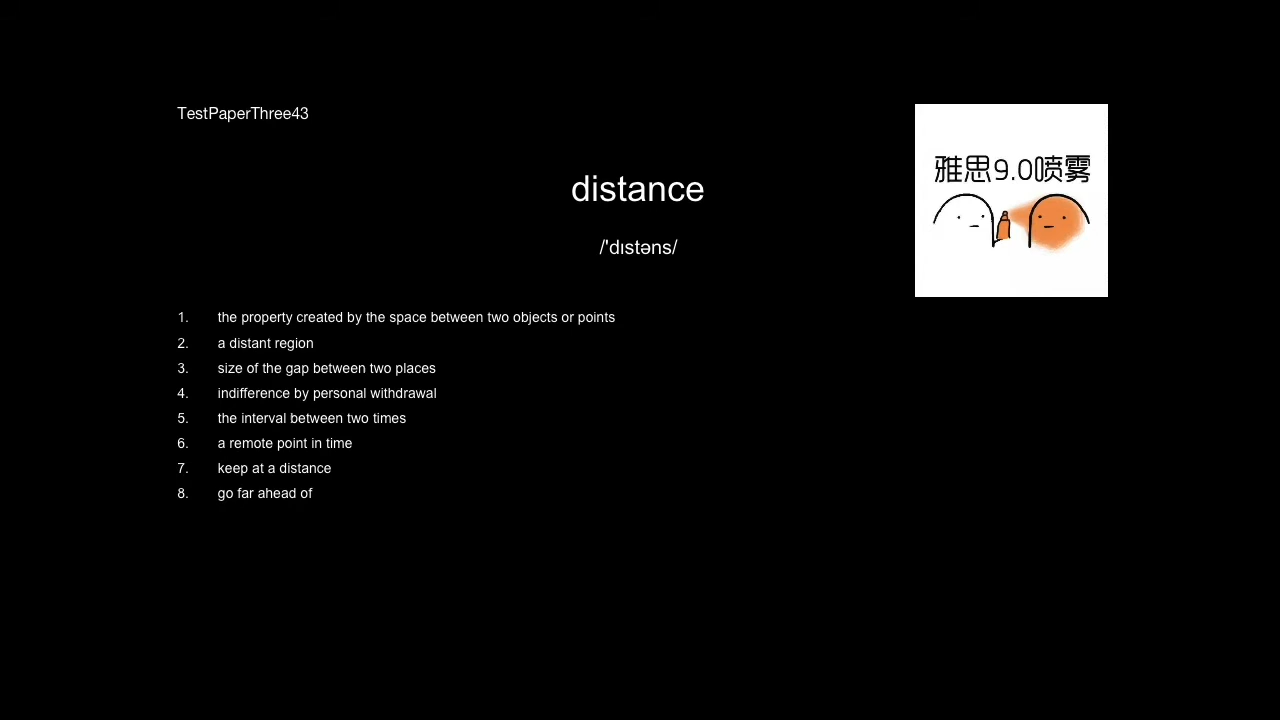 TestPaperThree43
distance
/'dɪstəns/
雅思9.0喷雾
1. the property created by the space between two objects or points
2. a distant region
3. size of the gap between two places
4. indifference by personal withdrawal
5. the interval between two times
6. a remote point in time
7. keep at a distance
8. go far ahead of